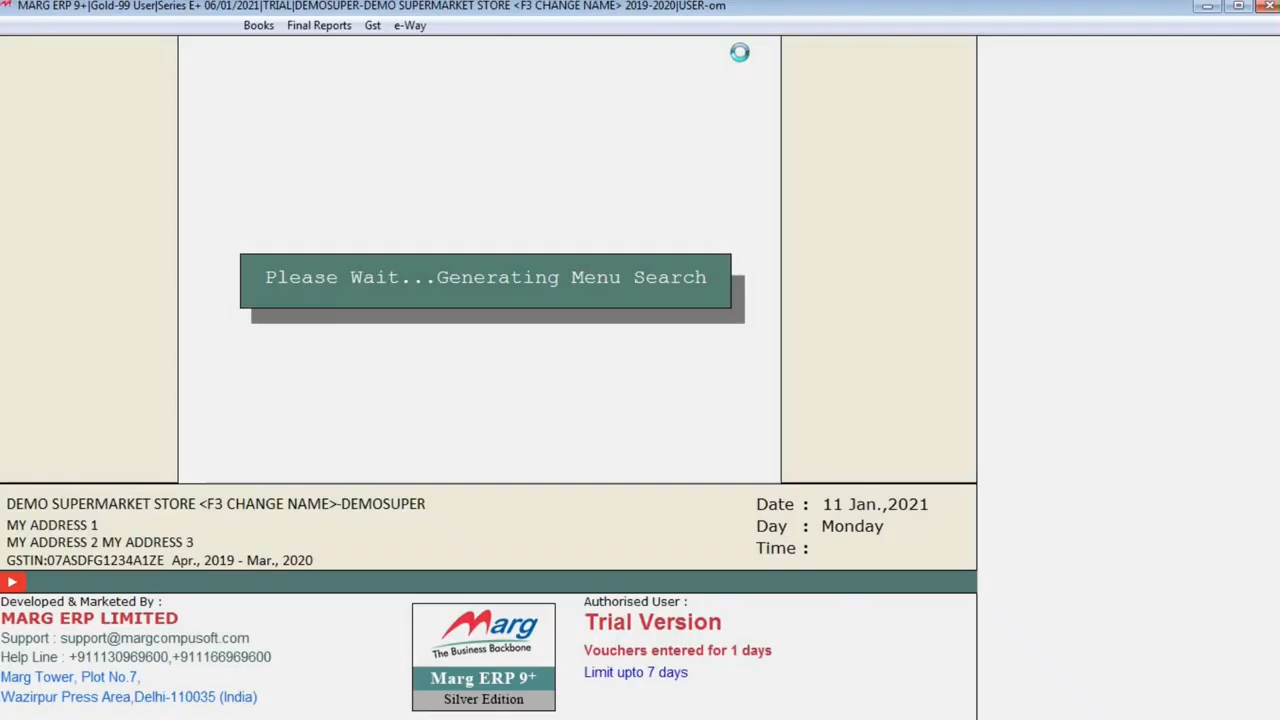 MARG ERP 9+|Gold-99 User|Series E+ 06/01/2021|TRIAL|DEMOSUPER-DEMO SUPERMARKET STORE <F3 CHANGE NAME> 2019-2020|USER-om
Books Final Reports Gst e-Way
Please Wait...Generating Menu Search
DEMO SUPERMARKET STORE <F3 CHANGE NAME>-DEMOSUPER
MY ADDRESS 1
MY ADDRESS 2 MY ADDRESS 3
GSTIN:07ASDFG1234A1ZE Apr., 2019 - Mar., 2020
Date : 11 Jan.,2021
Day : Monday
Time :
Developed & Marketed By :
MARG ERP LIMITED
Support : support@margcompusoft.com
Help Line : +911130969600,+911166969600
Marg Tower, Plot No.7,
Wazirpur Press Area,Delhi-110035 (India)
Marg
The Business Backbone
Marg ERP 9+
Silver Edition
Authorised User :
Trial Version
Vouchers entered for 1 days
Limit upto 7 days